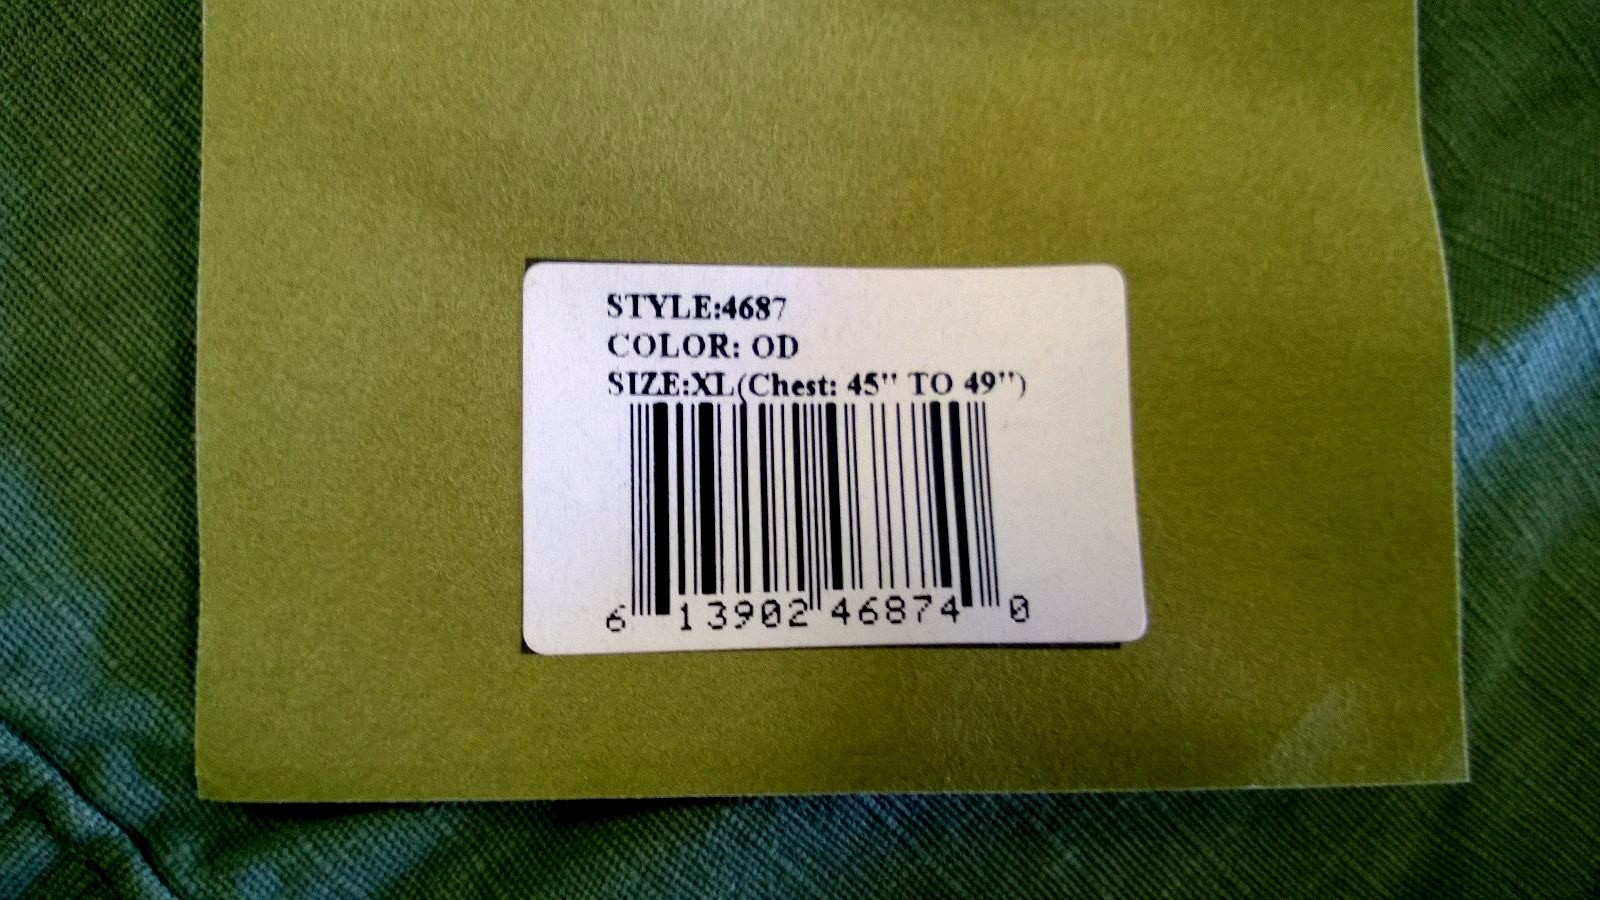 STYLE:4687
COLOR: OD
SIZE:XL(Chest: 45" TO 49")
6 13902 46874 0